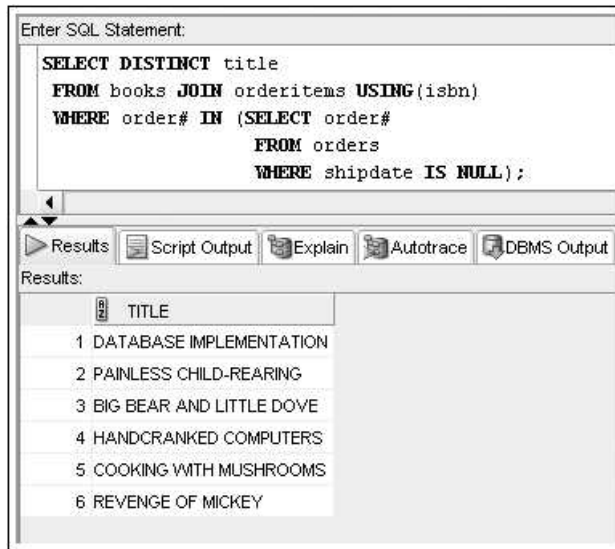 Enter SQL Statement:
SELECT DISTINCT title
FROM books JOIN orderitems USING(isbn)
WHERE order# IN (SELECT order#
FROM orders
WHERE shipdate IS NULL);
Results Script Output Explain Autotrace DBMS Output
Results:
TITLE
1 DATABASE IMPLEMENTATION
2 PAINLESS CHILD-REARING
3 BIG BEAR AND LITTLE DOVE
4 HANDCRANKED COMPUTERS
5 COOKING WITH MUSHROOMS
6 REVENGE OF MICKEY